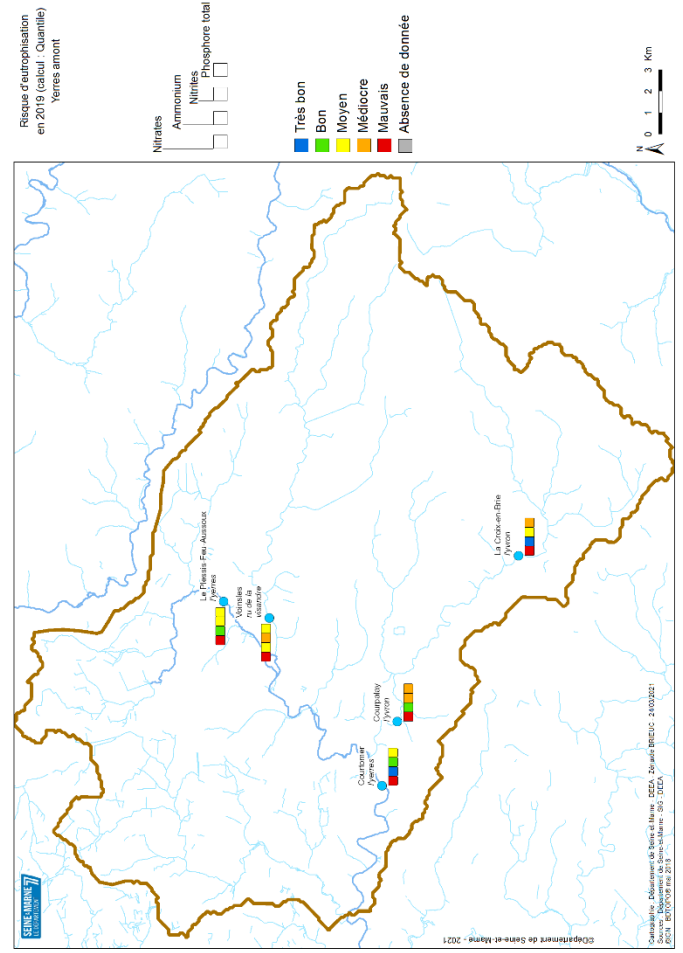 Risque d'eutrophisation
en 2019 (calcul : Quantile)
Yerres amont
Nitrates
Ammonium
Nitrites
Phosphore total
Très bon
Bon
Moyen
Médiocre
Mauvais
Absence de donnée
N
0 1 2 3 Km
SEINE-MARNE 77
LE DÉPARTEMENT
Le Plessis-Feu Aussoux
l'yerres
Voinsles
ru de la
visandre
La Croix-en-Brie
l'yvron
Courpalay
l'yvron
Courtomer
l'yerres
Cartographie : Département de Seine-et-Marne - DEEA - BRIEUC - 24/03/2021
Sources : Département de Seine-et-Marne - SIG - DEEA
©IGN - BDTOPO® mai 2018
©Département de Seine-et-Marne - 2021